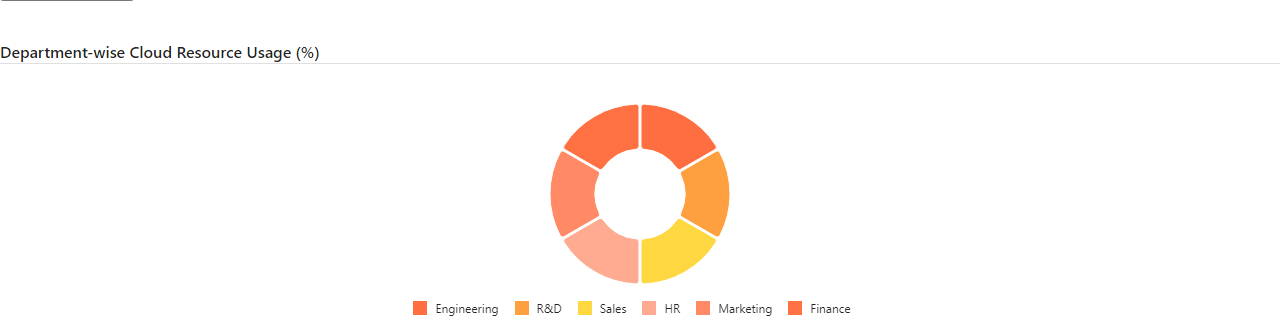 Department-wise Cloud Resource Usage (%)
Engineering R&D Sales HR Marketing Finance